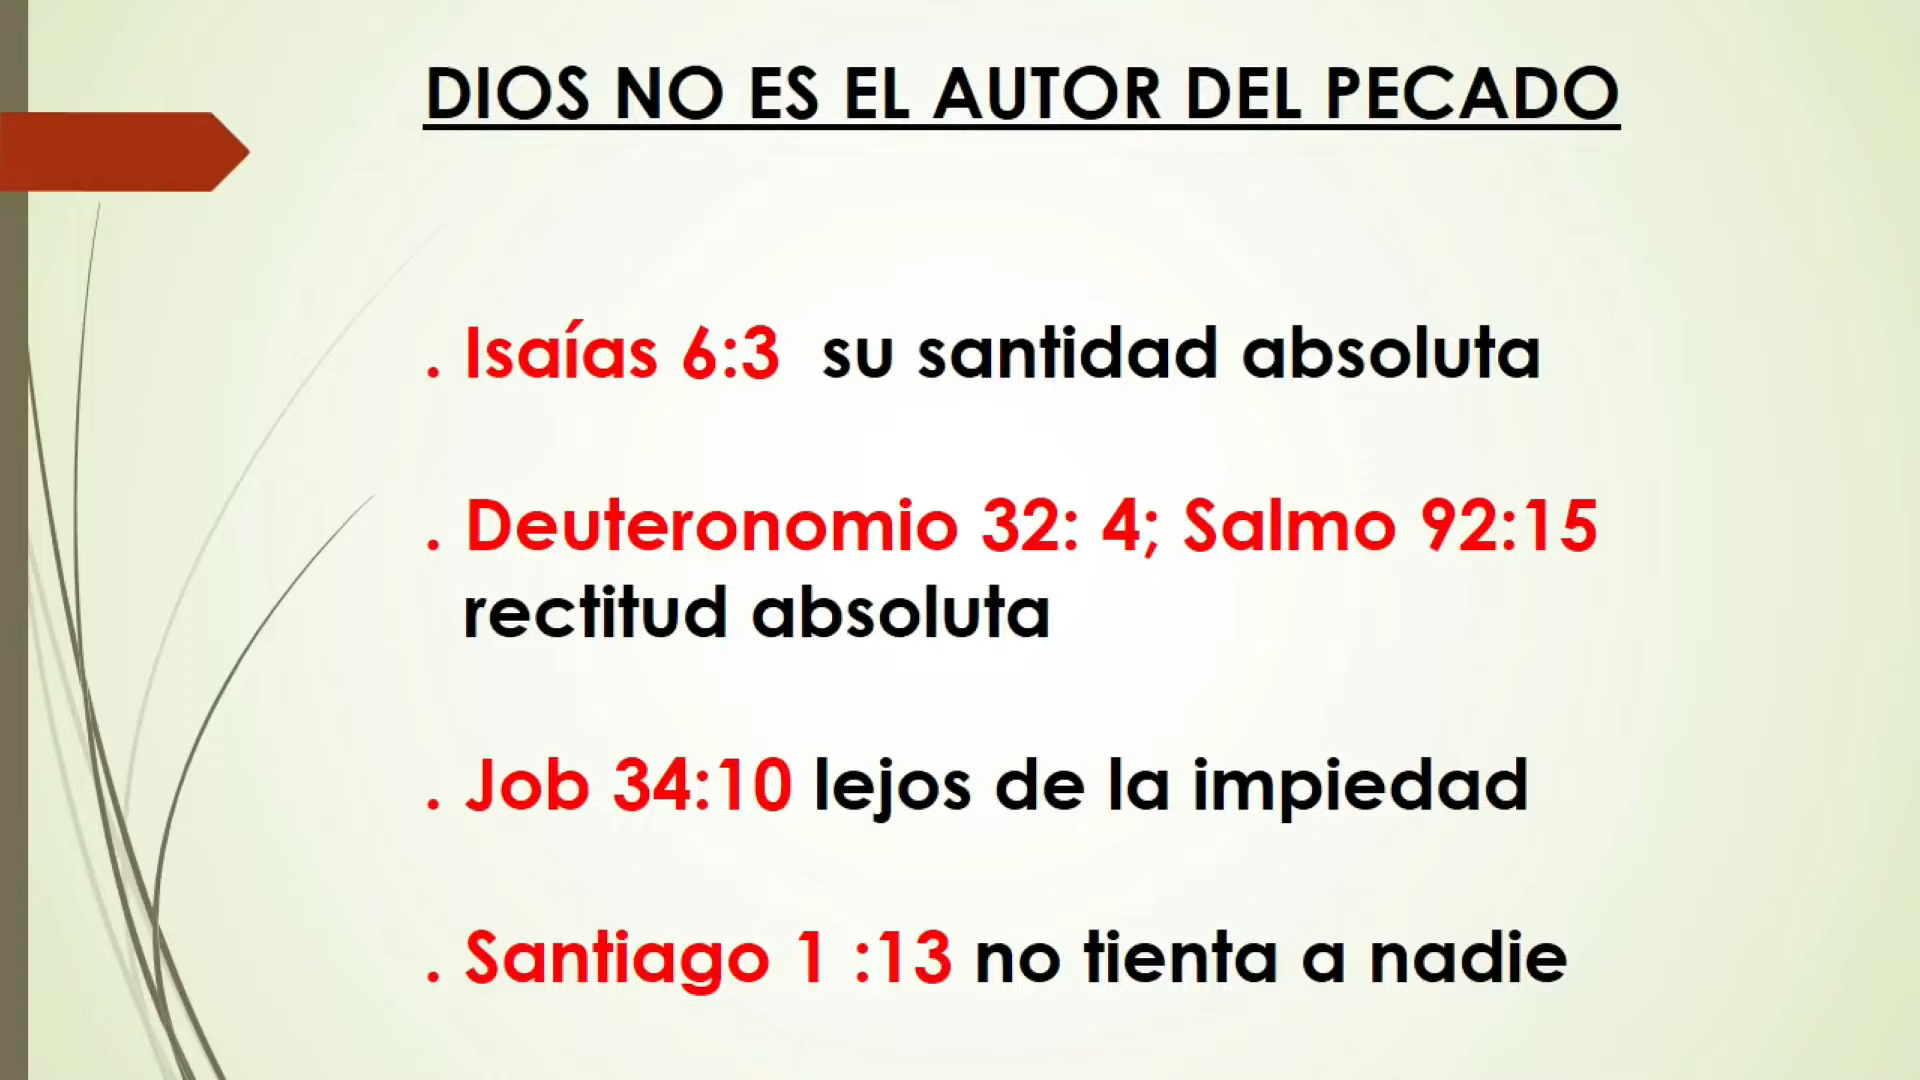 DIOS NO ES EL AUTOR DEL PECADO
. Isaías 6:3 su santidad absoluta
. Deuteronomio 32: 4; Salmo 92:15
rectitud absoluta
. Job 34:10 lejos de la impiedad
. Santiago 1 :13 no tienta a nadie